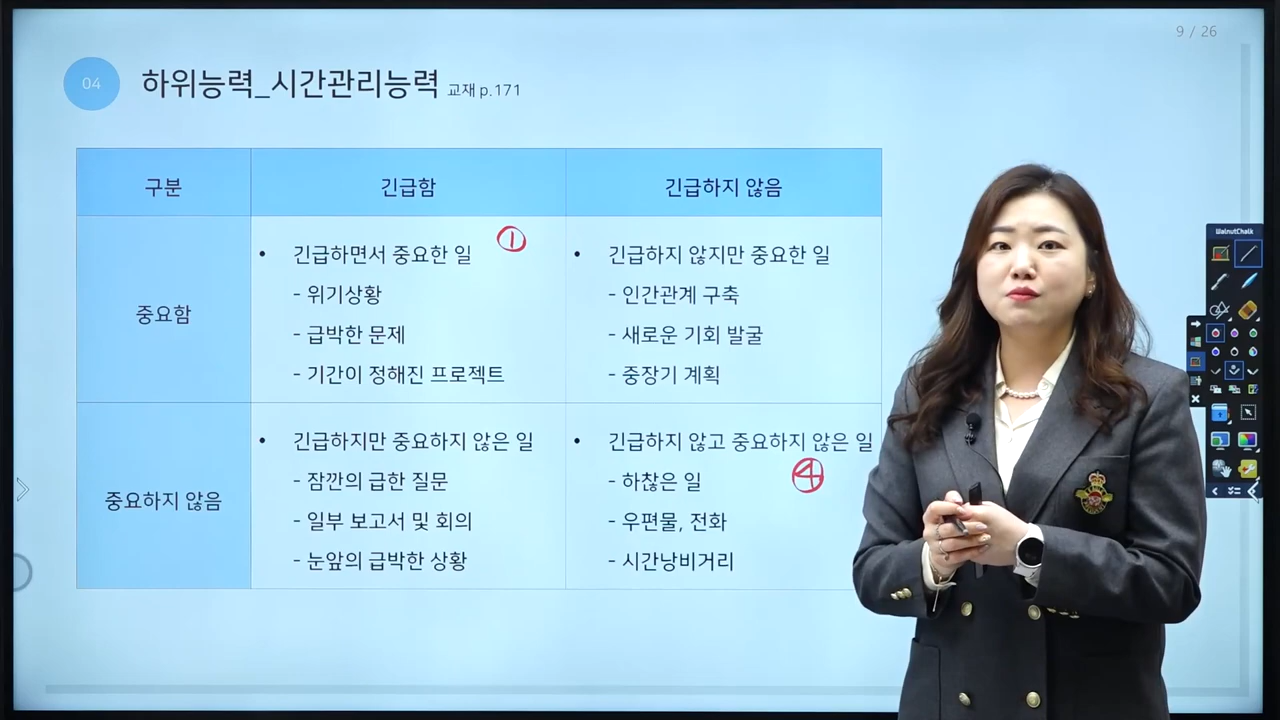 9 / 26
04
하위능력_시간관리능력 교재 p.171
구분
긴급함
긴급하지 않음
중요함
• 긴급하면서 중요한 일 ①
- 위기상황
- 급박한 문제
- 기간이 정해진 프로젝트
• 긴급하지 않지만 중요한 일
- 인간관계 구축
- 새로운 기회 발굴
- 중장기 계획
중요하지 않음
• 긴급하지만 중요하지 않은 일
- 잠깐의 급한 질문
- 일부 보고서 및 회의
- 눈앞의 급박한 상황
• 긴급하지 않고 중요하지 않은 일
④
- 하찮은 일
- 우편물, 전화
- 시간낭비거리
WalnutChalk